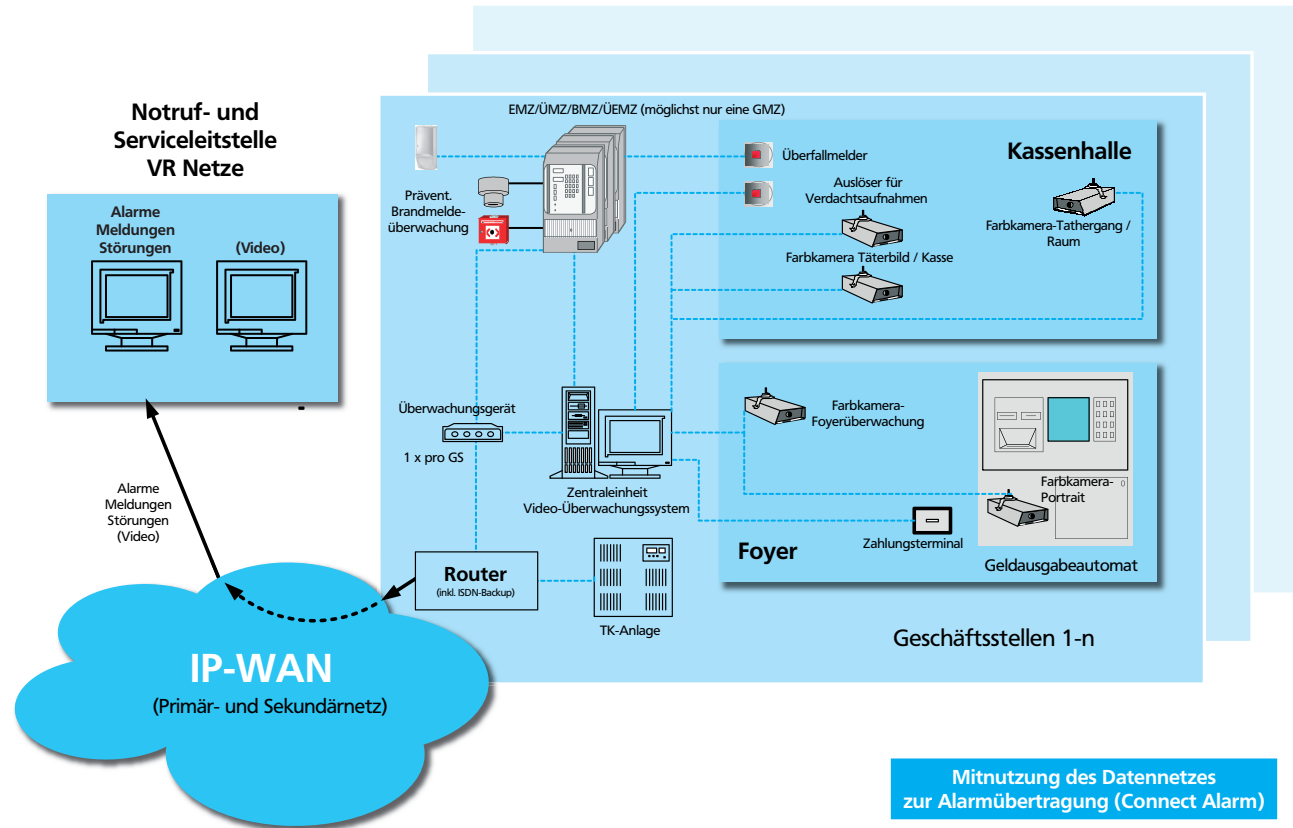 Notruf- und
Serviceleitstelle
VR Netze
Alarme
Meldungen
Störungen
(Video)
EMZ/ÜMZ/BMZ/ÜEMZ (möglichst nur eine GMZ)
Prävent.
Brandmelde-
überwachung
Überfallmelder
Auslöser für
Verdachtsaufnahmen
Kassenhalle
Farbkamera-Tathergang /
Raum
Farbkamera Täterbild / Kasse
Überwachungsgerät
1 x pro GS
Zentraleinheit
Video-Überwachungssystem
Farbkamera-
Foyerüberwachung
Farbkamera-
Portrait
Zahlungsterminal
Foyer
Geldausgabeautomat
Alarme
Meldungen
Störungen
(Video)
Router
(inkl. ISDN-Backup)
TK-Anlage
Geschäftsstellen 1-n
IP-WAN
(Primär- und Sekundärnetz)
Mitnutzung des Datennetzes
zur Alarmübertragung (Connect Alarm)